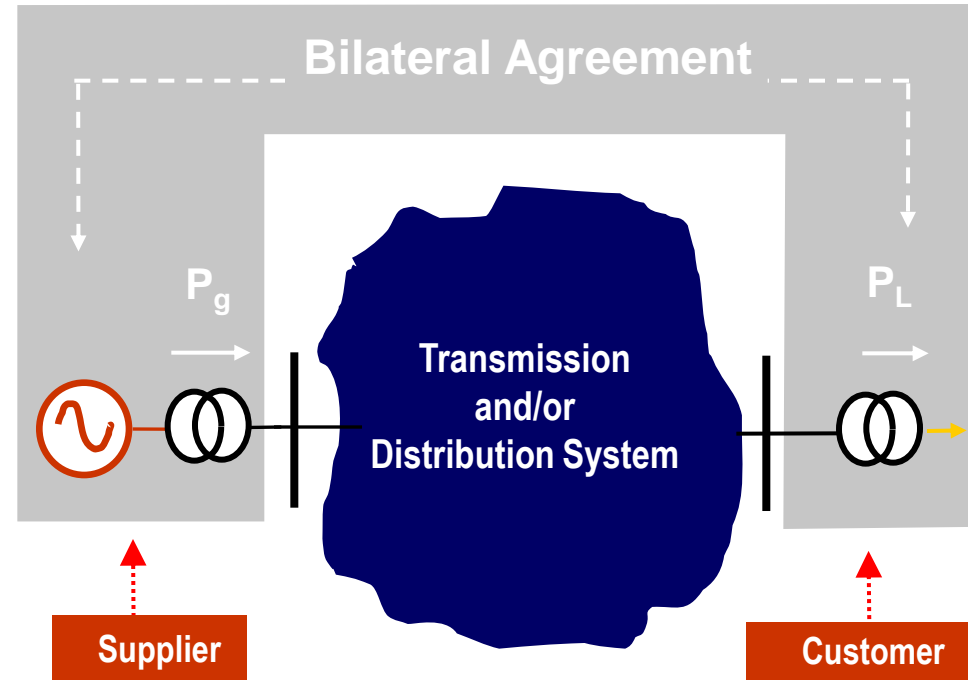 Bilateral Agreement
Pg
PL
Transmission
and/or
Distribution System
Supplier
Customer